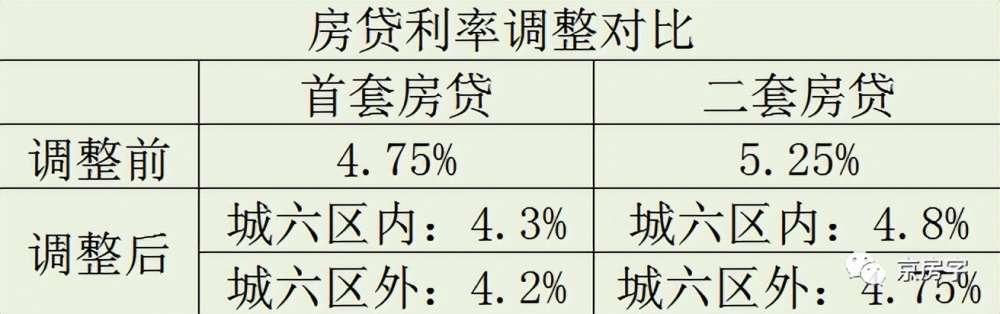 房贷利率调整对比
首套房贷 二套房贷
调整前 4.75% 5.25%
调整后 城六区内：4.3% 城六区内：4.8%
城六区外：4.2% 城六区外：4.75%
京房字